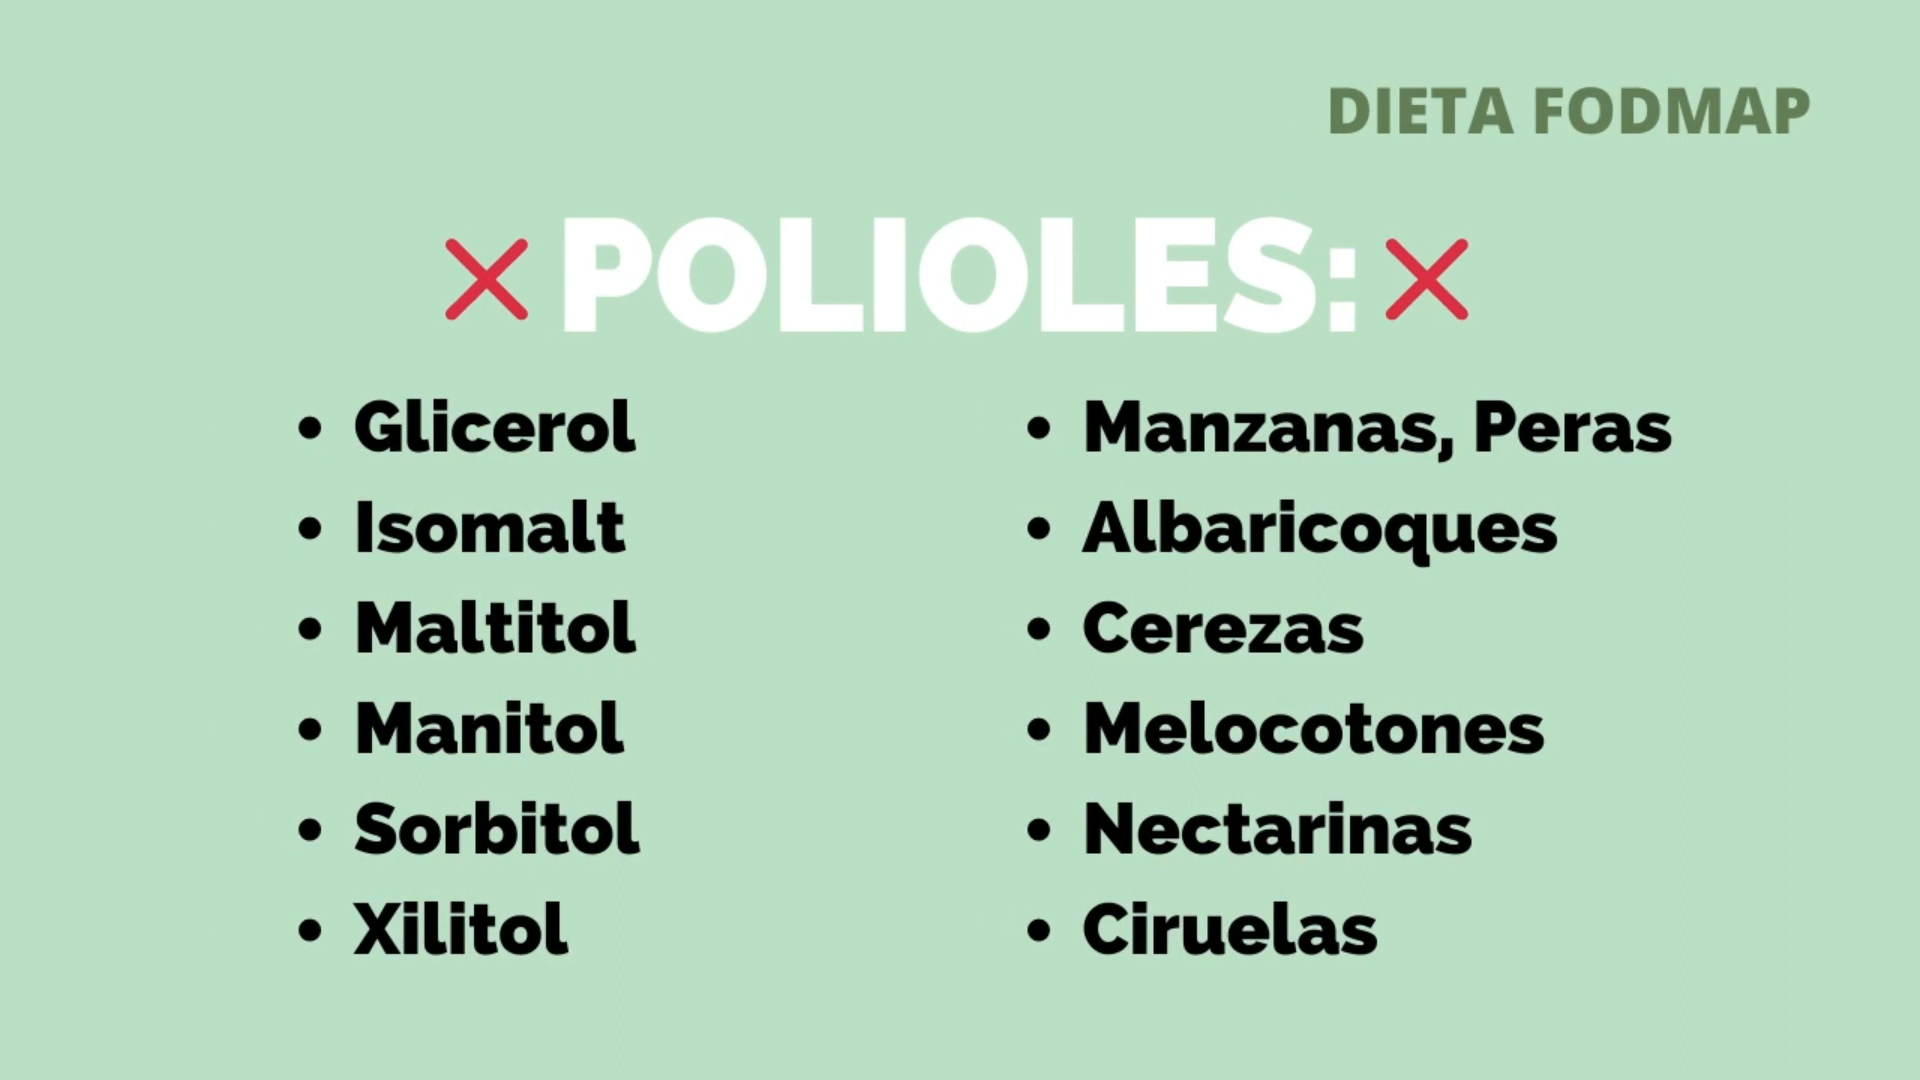 DIETA FODMAP
❌ POLIOLES: ❌
• Glicerol
• Isomalt
• Maltitol
• Manitol
• Sorbitol
• Xilitol
• Manzanas, Peras
• Albaricoques
• Cerezas
• Melocotones
• Nectarinas
• Ciruelas